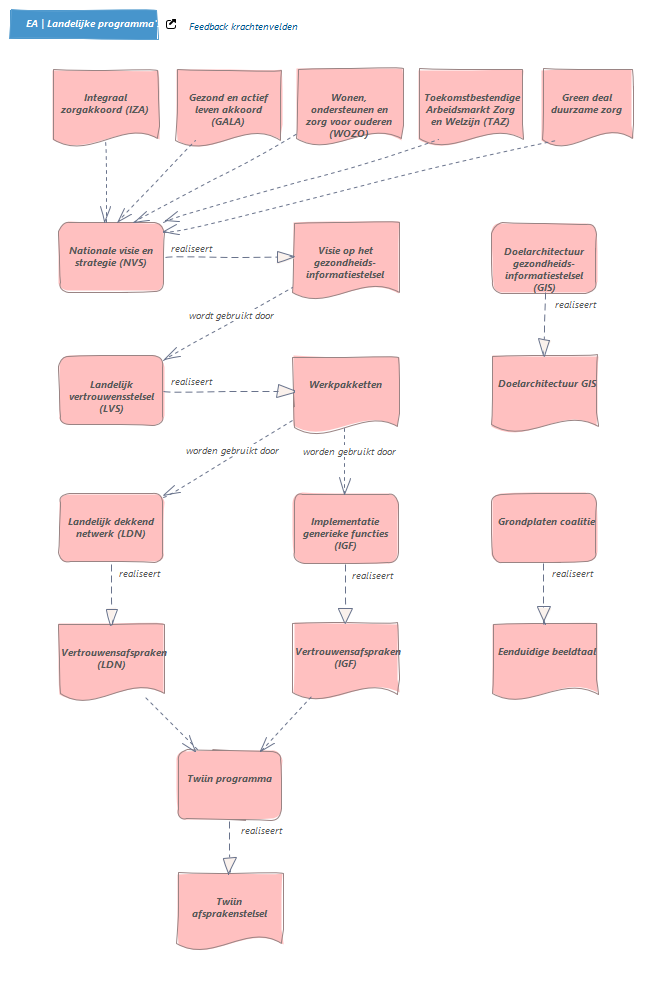 EA | Landelijke programma'
Feedback krachtenvelden
Integraal
zorgakkoord (IZA)
Gezond en actief
leven akkoord
(GALA)
Wonen,
ondersteunen en
zorg voor ouderen
(WOZO)
Toekomstbestendige
Arbeidsmarkt Zorg
en Welzijn (TAZ)
Green deal
duurzame zorg
Nationale visie en
strategie (NVS)
realiseert
Visie op het
gezondheids-
informatiestelsel
Doelarchitectuur
gezondheids-
informatiestelsel
(GIS)
realiseert
wordt gebruikt door
Landelijk
vertrouwensstelsel
(LVS)
realiseert
Werkpakketten
Doelarchitectuur GIS
worden gebruikt door
worden gebruikt door
Landelijk dekkend
netwerk (LDN)
Implementatie
generieke functies
(IGF)
Grondplaten coalitie
realiseert
realiseert
realiseert
Vertrouwensafspraken
(LDN)
Vertrouwensafspraken
(IGF)
Eenduidige beeldtaal
Twiin programma
realiseert
Twiin
afsprakenstelsel